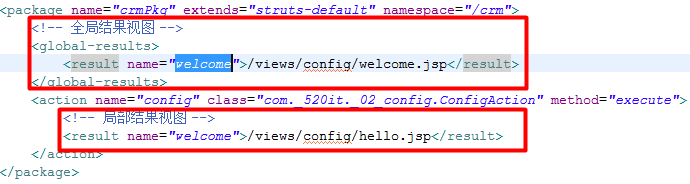 <package name="crmPkg" extends="struts-default" namespace="/crm">
<!-- 全局结果视图 -->
<global-results>
<result name="welcome">/views/config/welcome.jsp</result>
</global-results>
<action name="config" class="com._520it._02_config.ConfigAction" method="execute">
<!-- 局部结果视图 -->
<result name="welcome">/views/config/hello.jsp</result>
</action>
</package>